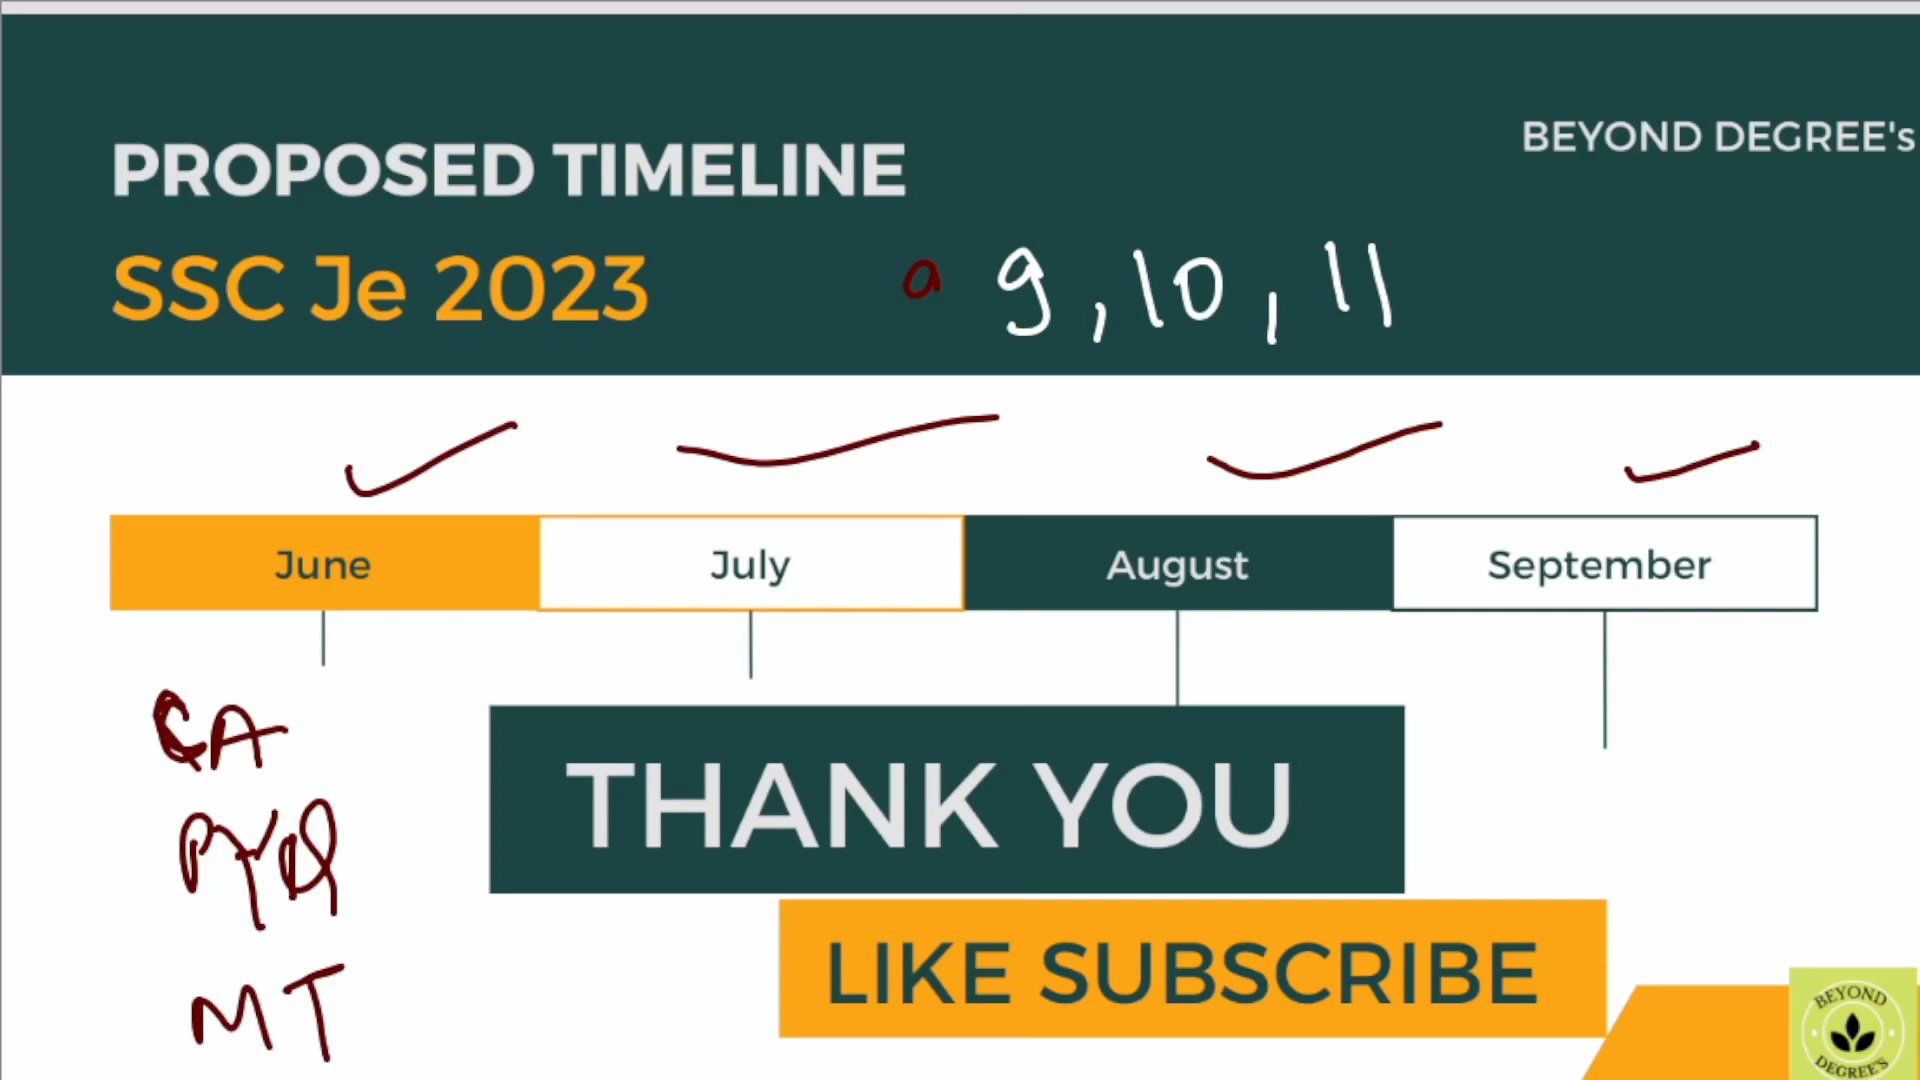 BEYOND DEGREE's
PROPOSED TIMELINE
SSC Je 2023
a 9, 10, 11
June July August September
CA
PYQ
MT
THANK YOU
LIKE SUBSCRIBE
BEYOND
DEGREE'S